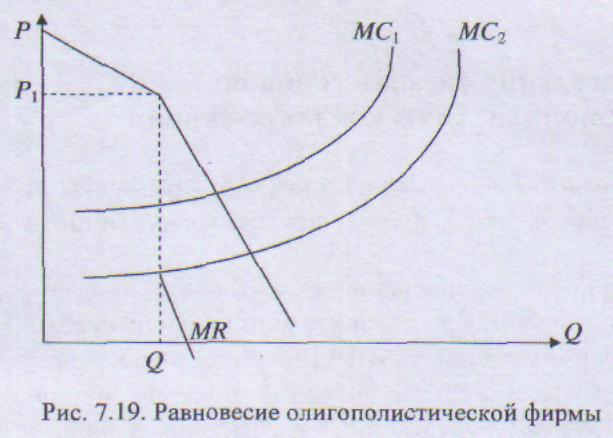 P
MC1
MC2
P1
MR
Q
Q
Рис. 7.19. Равновесие олигополистической фирмы